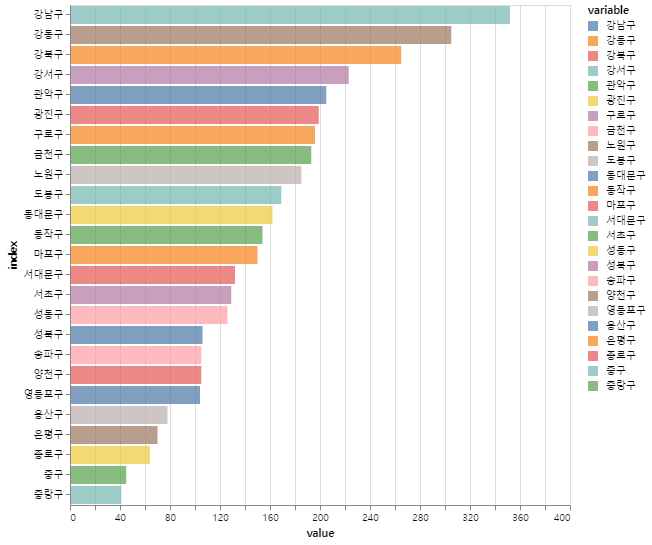 강남구
강동구
강북구
강서구
관악구
광진구
구로구
금천구
노원구
도봉구
동대문구
동작구
마포구
서대문구
서초구
성동구
성북구
송파구
양천구
영등포구
용산구
은평구
종로구
중구
중랑구
index
0 40 80 120 160 200 240 280 320 360 400
value
variable
강남구
강동구
강북구
강서구
관악구
광진구
구로구
금천구
노원구
도봉구
동대문구
동작구
마포구
서대문구
서초구
성동구
성북구
송파구
양천구
영등포구
용산구
은평구
종로구
중구
중랑구